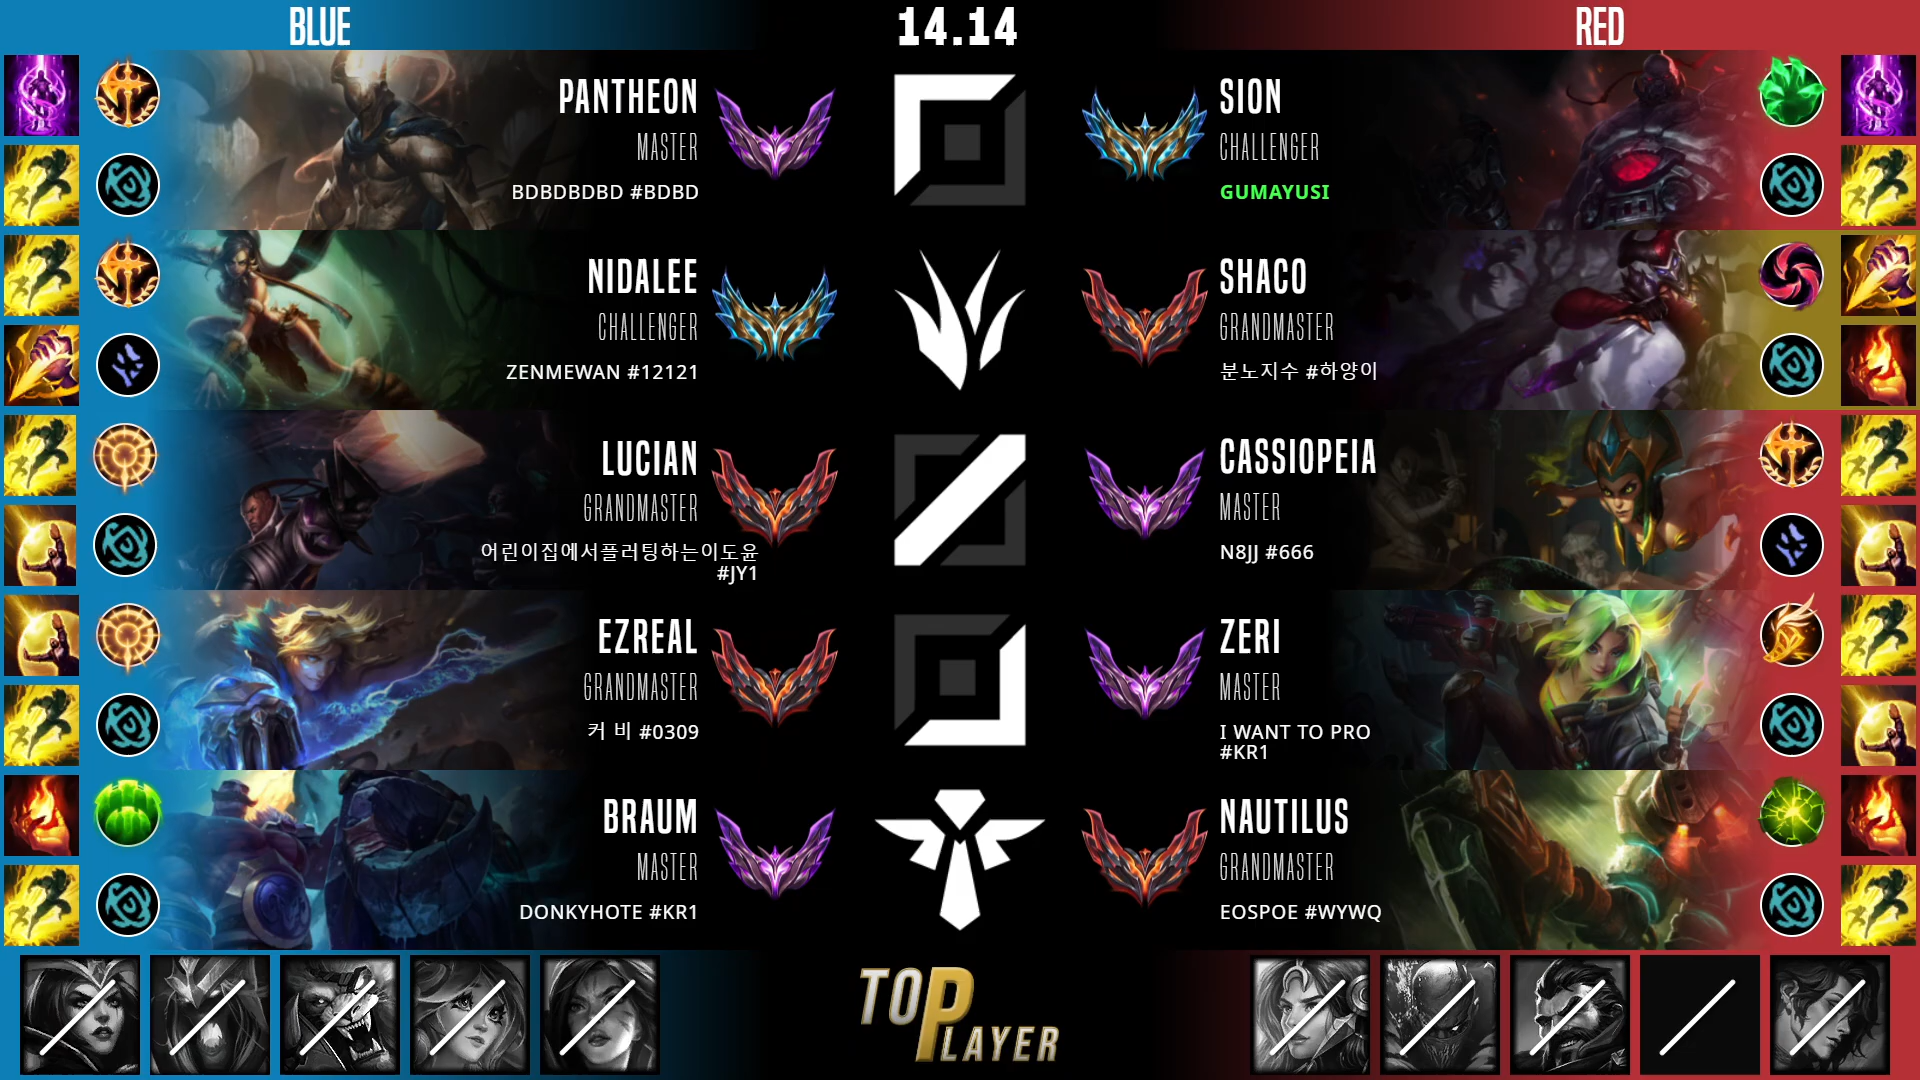 BLUE
14.14
RED
PANTHEON
MASTER
BDBDBDBD #BDBD
SION
CHALLENGER
GUMAYUSI
NIDALEE
CHALLENGER
ZENMEWAN #12121
SHACO
GRANDMASTER
분노지수 #하양이
LUCIAN
GRANDMASTER
어린이집에서플러팅하는이도윤
#JY1
CASSIOPEIA
MASTER
N8JJ #666
EZREAL
GRANDMASTER
커 비 #0309
ZERI
MASTER
I WANT TO PRO
#KR1
BRAUM
MASTER
DONKYHOTE #KR1
NAUTILUS
GRANDMASTER
EOSPOE #WYWQ
TOP
LAYER